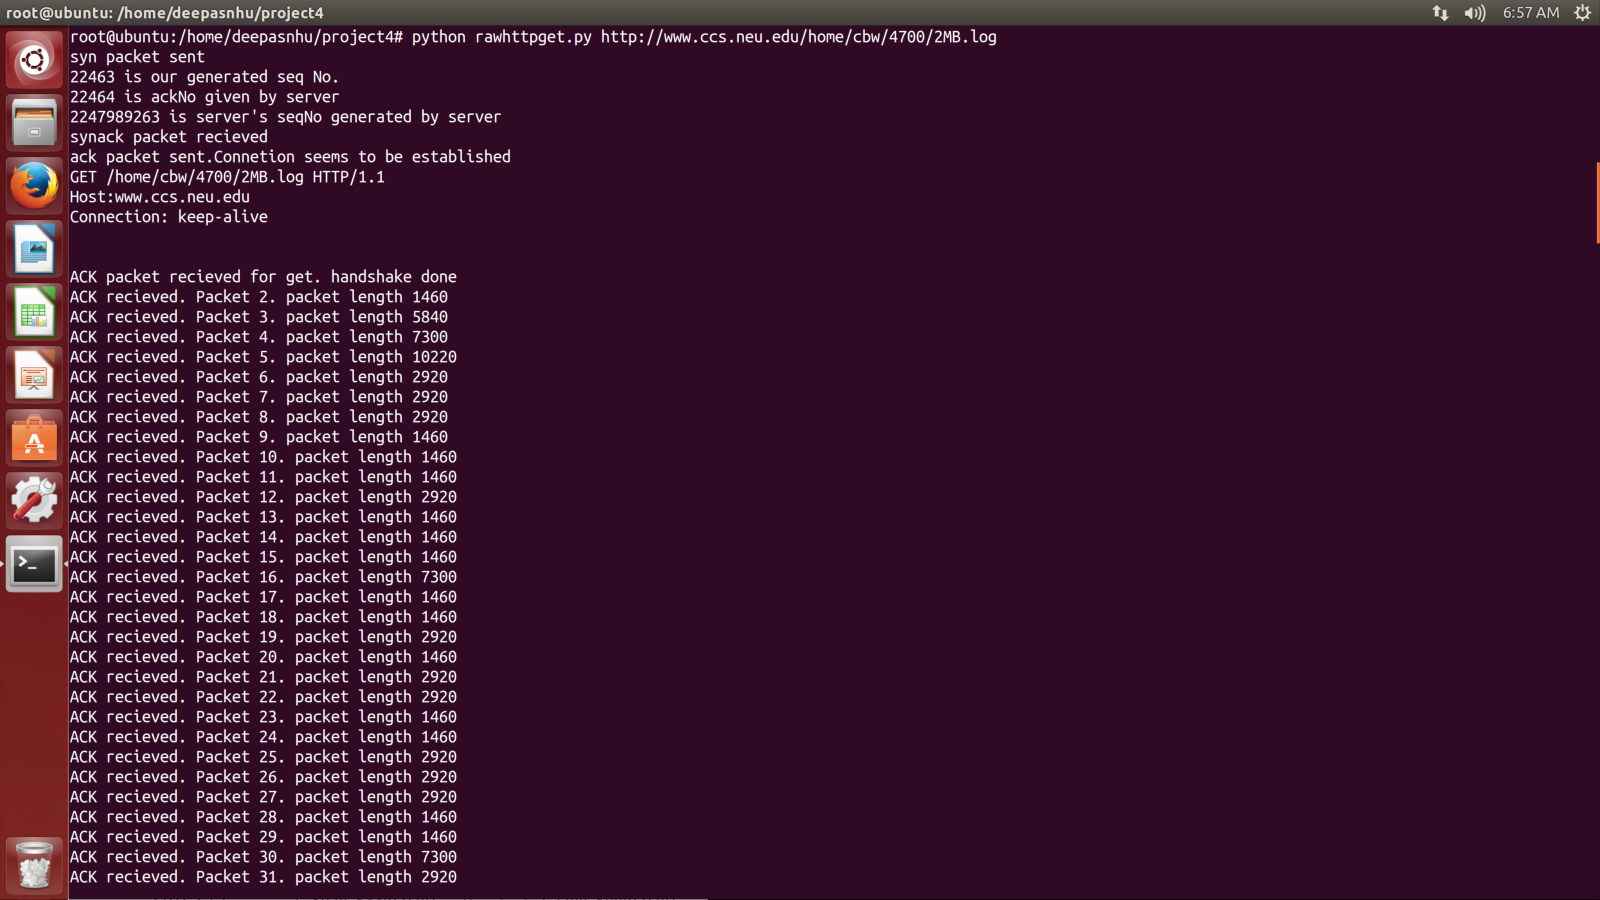 root@ubuntu: /home/deepasnhu/project4
6:57 AM
root@ubuntu:/home/deepasnhu/project4# python rawhttpget.py http://www.ccs.neu.edu/home/cbw/4700/2MB.log
syn packet sent
22463 is our generated seq No.
22464 is ackNo given by server
2247989263 is server's seqNo generated by server
synack packet recieved
ack packet sent.Connetion seems to be established
GET /home/cbw/4700/2MB.log HTTP/1.1
Host:www.ccs.neu.edu
Connection: keep-alive
ACK packet recieved for get. handshake done
ACK recieved. Packet 2. packet length 1460
ACK recieved. Packet 3. packet length 5840
ACK recieved. Packet 4. packet length 7300
ACK recieved. Packet 5. packet length 10220
ACK recieved. Packet 6. packet length 2920
ACK recieved. Packet 7. packet length 2920
ACK recieved. Packet 8. packet length 2920
ACK recieved. Packet 9. packet length 1460
ACK recieved. Packet 10. packet length 1460
ACK recieved. Packet 11. packet length 1460
ACK recieved. Packet 12. packet length 2920
ACK recieved. Packet 13. packet length 1460
ACK recieved. Packet 14. packet length 1460
ACK recieved. Packet 15. packet length 1460
ACK recieved. Packet 16. packet length 7300
ACK recieved. Packet 17. packet length 1460
ACK recieved. Packet 18. packet length 1460
ACK recieved. Packet 19. packet length 2920
ACK recieved. Packet 20. packet length 1460
ACK recieved. Packet 21. packet length 2920
ACK recieved. Packet 22. packet length 2920
ACK recieved. Packet 23. packet length 1460
ACK recieved. Packet 24. packet length 1460
ACK recieved. Packet 25. packet length 2920
ACK recieved. Packet 26. packet length 2920
ACK recieved. Packet 27. packet length 2920
ACK recieved. Packet 28. packet length 1460
ACK recieved. Packet 29. packet length 1460
ACK recieved. Packet 30. packet length 7300
ACK recieved. Packet 31. packet length 2920